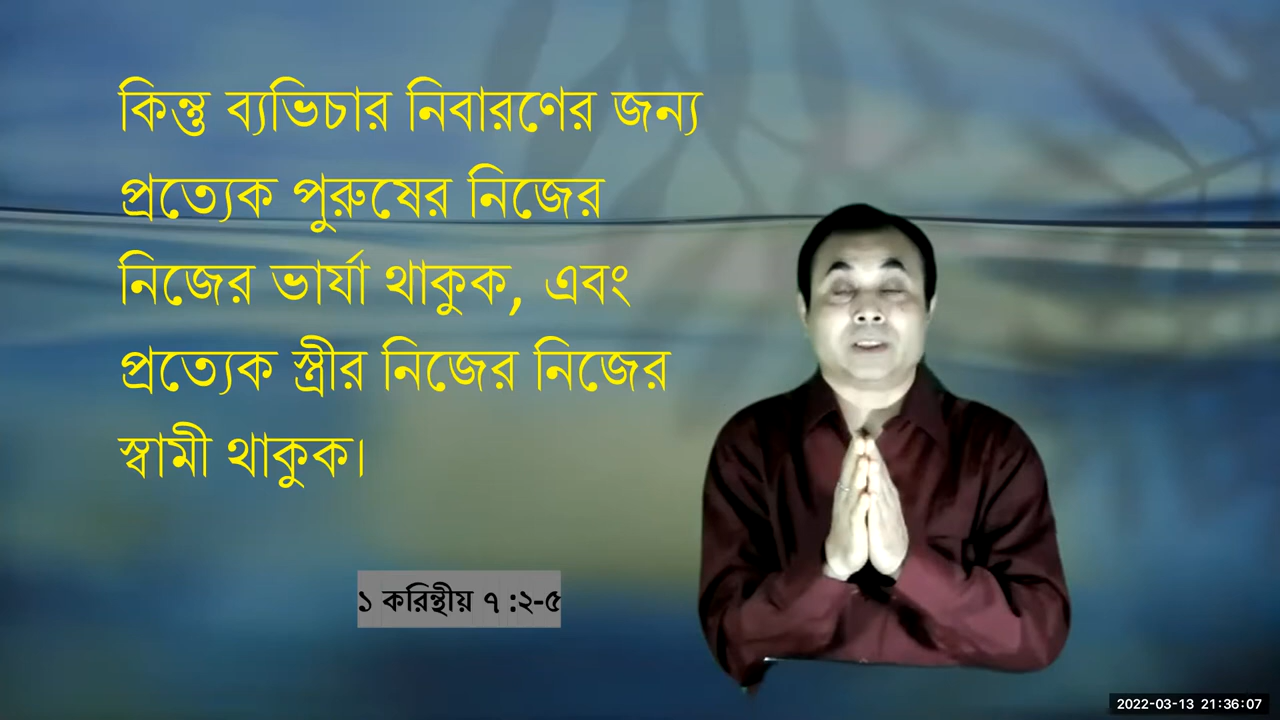 কিন্তু ব্যভিচার নিবারণের জন্য
প্রত্যেক পুরুষের নিজের
নিজের ভার্যা থাকুক, এবং
প্রত্যেক স্ত্রীর নিজের নিজের
স্বামী থাকুক।
১ করিন্থীয় ৭ :২-৫
2022-03-13 21:36:07